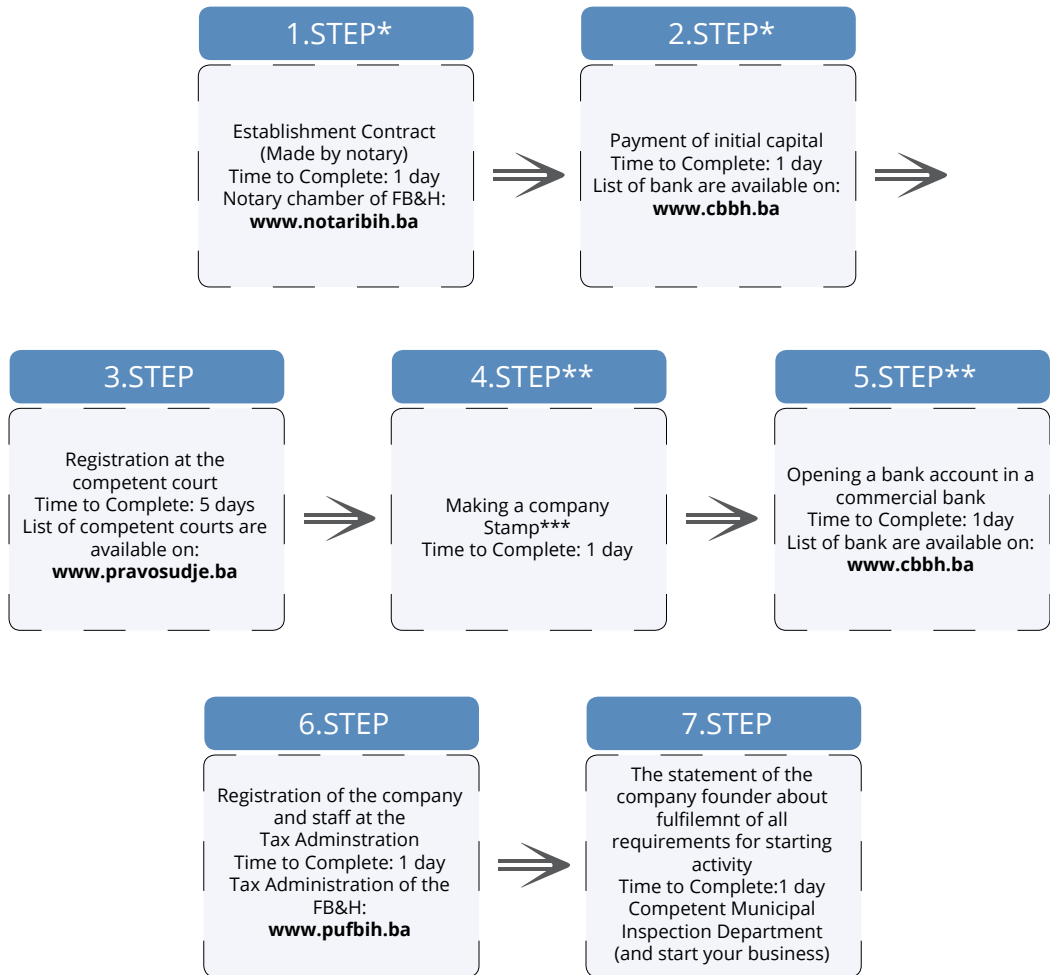 1.STEP*
Establishment Contract
(Made by notary)
Time to Complete: 1 day
Notary chamber of FB&H:
www.notaribih.ba
2.STEP*
Payment of initial capital
Time to Complete: 1 day
List of bank are available on:
www.cbbh.ba
3.STEP
Registration at the
competent court
Time to Complete: 5 days
List of competent courts are
available on:
www.pravosudje.ba
4.STEP**
Making a company
Stamp***
Time to Complete: 1 day
5.STEP**
Opening a bank account in a
commercial bank
Time to Complete: 1day
List of bank are available on:
www.cbbh.ba
6.STEP
Registration of the company
and staff at the
Tax Adminstration
Time to Complete: 1 day
Tax Administration of the
FB&H:
www.pufbih.ba
7.STEP
The statement of the
company founder about
fulfilemnt of all
requirements for starting
activity
Time to Complete:1 day
Competent Municipal
Inspection Department
(and start your business)